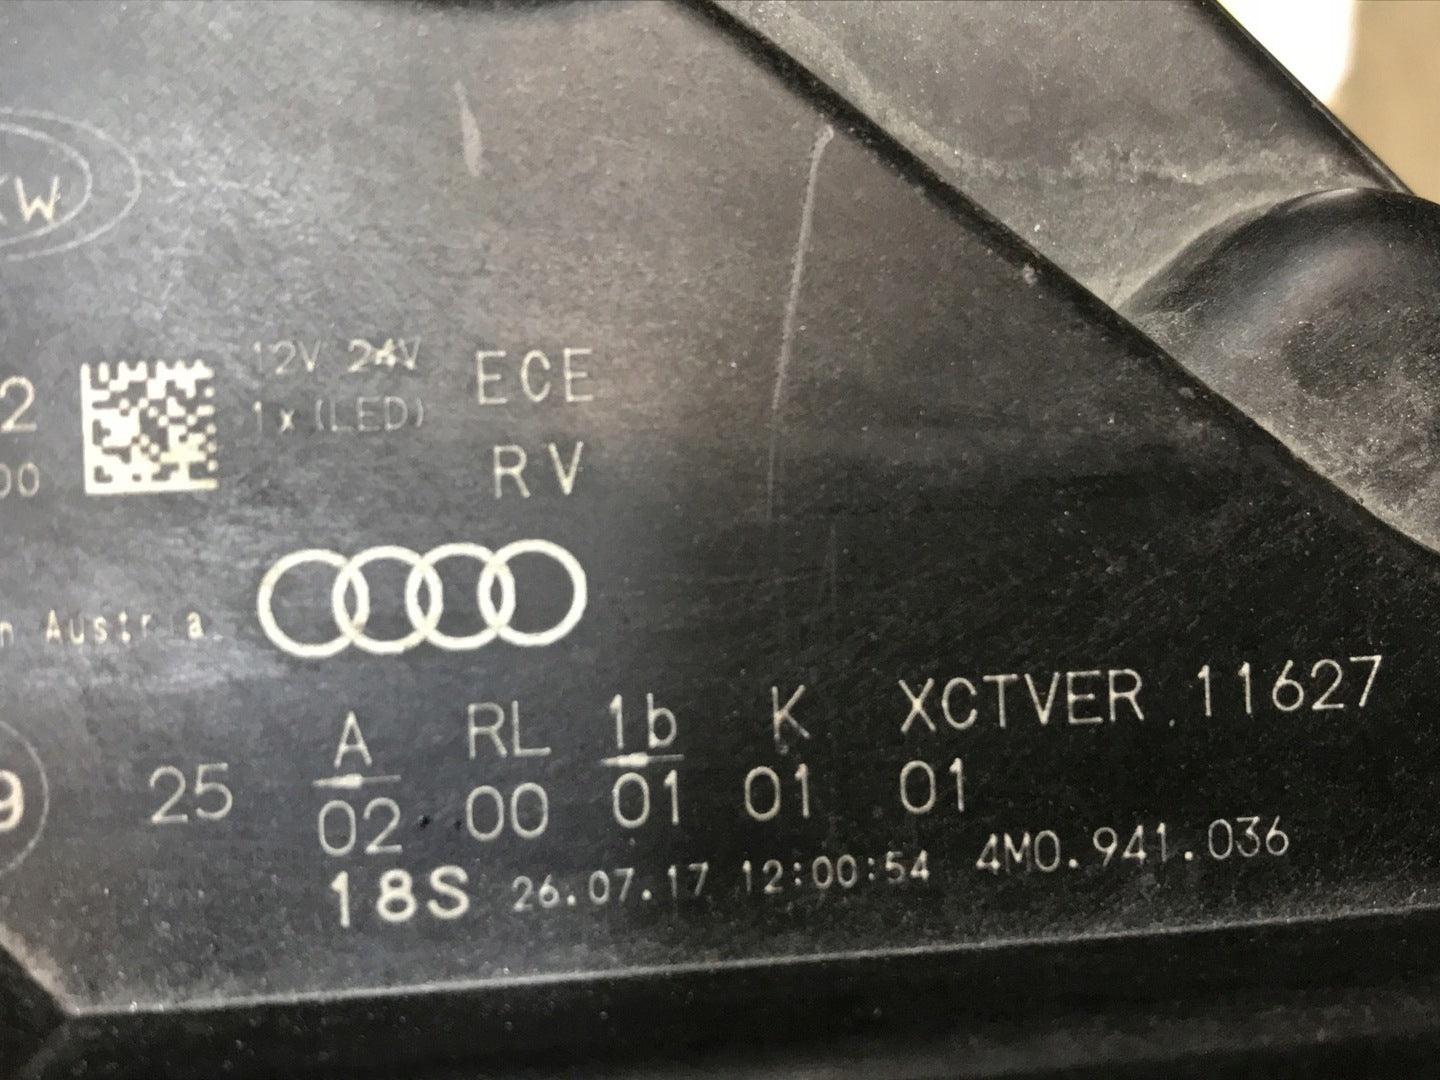 W
2
00
12V 24V
1x (LED)
ECE
RV
n Austria
9
25
A RL 1b K XCTVER 11627
02 00 01 01 01
18S 26.07.17 12:00:54 4M0.941.036